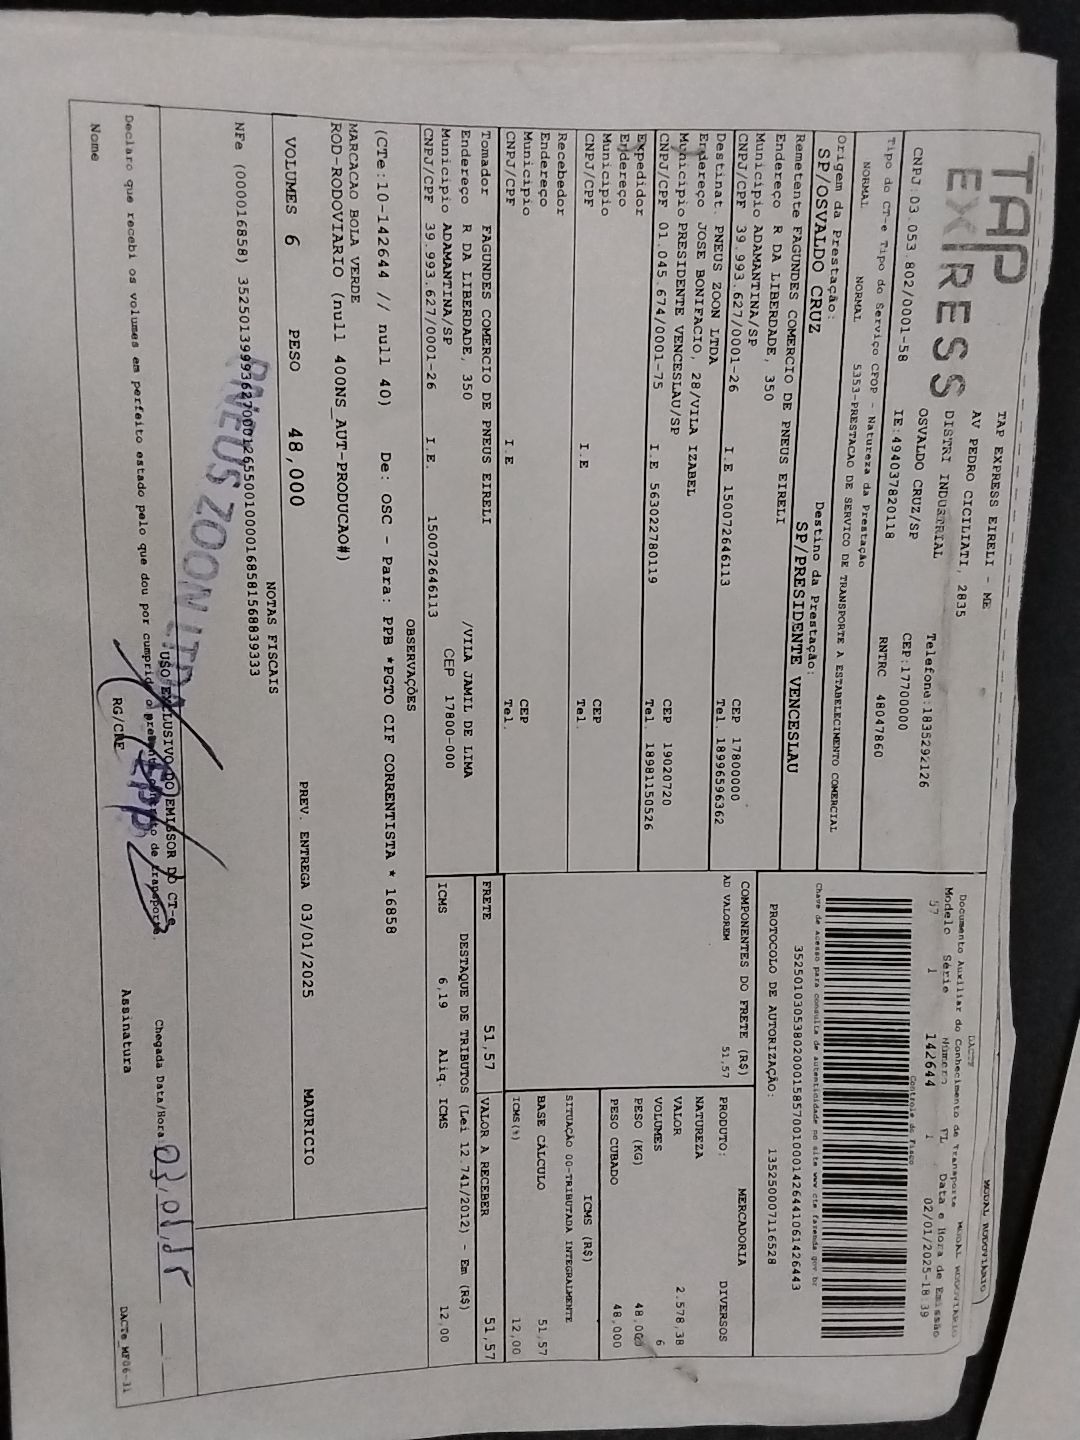 TAP
EXPRESS
TAP EXPRESS EIRELI - ME
AV PEDRO CICILIATI, 2835
DISTRI INDUSTRIAL
OSVALDO CRUZ/SP
CEP:17700000
Telefone:1835292126
CNPJ:03.053.802/0001-58
IE:494037820118
RNTRC 48047860
MODAL RODOVIARIO
DACTE
Documento Auxiliar do Conhecimento de Transporte MODAL RODOVIARIO
Modelo Série Número FL Data e Hora de Emissão
57 1 142644 1 02/01/2025-18:39
Controle do Fisco
Chave de acesso para consulta de autenticidade no site www cte fazenda gov br
35250103053802000158570010001426441061426443
PROTOCOLO DE AUTORIZAÇÃO: 135250007116528
Tipo do CT-e Tipo do Serviço CFOP - Natureza da Prestação
NORMAL NORMAL 5353-PRESTACAO DE SERVICO DE TRANSPORTE A ESTABELECIMENTO COMERCIAL
Origem da Prestação: Destino da Prestação:
SP/OSVALDO CRUZ SP/PRESIDENTE VENCESLAU
Remetente FAGUNDES COMERCIO DE PNEUS EIRELI
Endereço R DA LIBERDADE, 350
Municipio ADAMANTINA/SP CEP 17800000
CNPJ/CPF 39.993.627/0001-26 I.E 150072646113 Tel. 18996596362
Destinat. PNEUS ZOON LTDA
Endereço JOSE BONIFACIO, 28/VILA IZABEL
Municipio PRESIDENTE VENCESLAU/SP CEP 19020720
CNPJ/CPF 01.045.674/0001-75 I.E 563022780119 Tel. 18981150526
Expedidor
Endereço
Municipio CEP
CNPJ/CPF I.E Tel.
Recebedor
Endereço
Municipio CEP
CNPJ/CPF I.E Tel.
Tomador FAGUNDES COMERCIO DE PNEUS EIRELI
Endereço R DA LIBERDADE, 350 /VILA JAMIL DE LIMA
Municipio ADAMANTINA/SP CEP 17800-000
CNPJ/CPF 39.993.627/0001-26 I.E. 150072646113
COMPONENTES DO FRETE (R$)
AD VALOREM 51,57
MERCADORIA
PRODUTO: DIVERSOS
NATUREZA
VALOR 2.578,38
VOLUMES 6
PESO (KG) 48,000
PESO CUBADO 48,000
ICMS (R$)
SITUAÇÃO 00-TRIBUTADA INTEGRALMENTE
BASE CÁLCULO 51,57
ICMS(%) 12,00
FRETE 51,57 VALOR A RECEBER 51,57
DESTAQUE DE TRIBUTOS (Lei 12.741/2012) - Em (R$)
ICMS 6,19 Aliq. ICMS 12,00
OBSERVAÇÕES
(CTe:10-142644 // null 40) De: OSC - Para: PPB *PGTO CIF CORRENTISTA * 16858
MARCACAO BOLA VERDE
ROD-RODOVIARIO (null 400NS_AUT-PRODUCAO#)
VOLUMES 6 PESO 48,000 PREV. ENTREGA 03/01/2025 MAURICIO
NOTAS FISCAIS
NFe (000016858) 35250139993627000126550010000168581568839333
PNEUS ZOON LTDA EPP
USO EXCLUSIVO DO EMISSOR DO CT-e
Chegada Data/Hora: 03,01,25
Declaro que recebi os volumes em perfeito estado pelo que dou por cumprido o presente contrato de transporte.
Nome RG/CPF Assinatura
DACTe_MF06-31